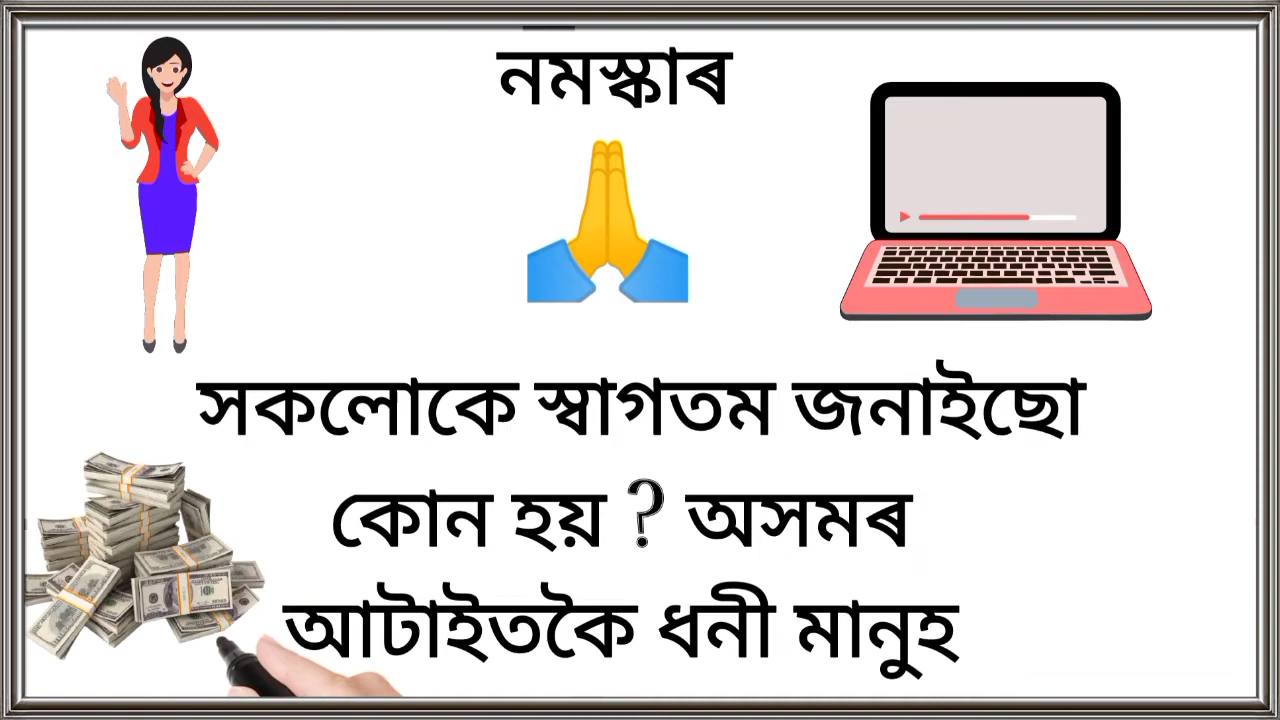 নমস্কাৰ
সকলোকে স্বাগতম জনাইছো
কোন হয় ? অসমৰ
আটাইতকৈ ধনী মানুহ